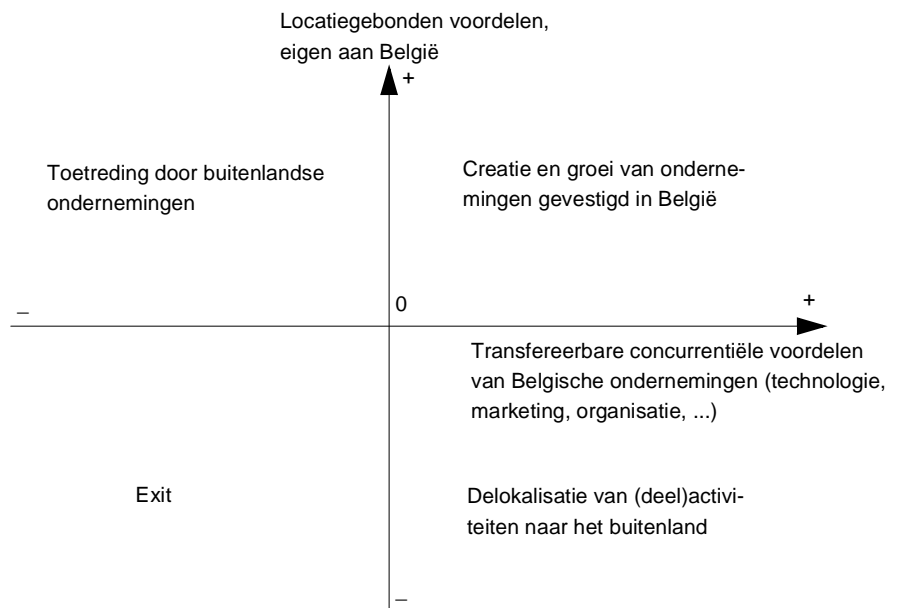 Locatiegebonden voordelen,
eigen aan België
+
Toetreding door buitenlandse
ondernemingen
Creatie en groei van onderne-
mingen gevestigd in België
_
0
+
Transfereerbare concurrentiële voordelen
van Belgische ondernemingen (technologie,
marketing, organisatie, ...)
Exit
Delokalisatie van (deel)activi-
teiten naar het buitenland
_